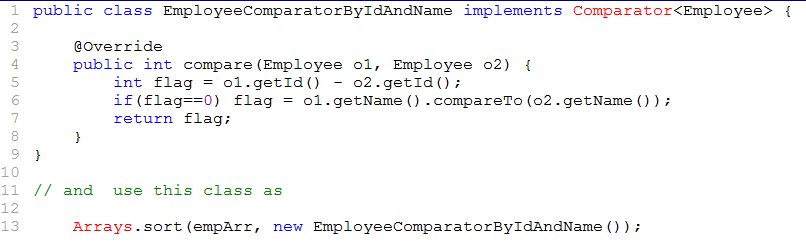 1 public class EmployeeComparatorByIdAndName implements Comparator<Employee> {
2
3     @Override
4     public int compare(Employee o1, Employee o2) {
5         int flag = o1.getId() - o2.getId();
6         if(flag==0) flag = o1.getName().compareTo(o2.getName());
7         return flag;
8     }
9 }
10
11 // and  use this class as
12
13     Arrays.sort(empArr, new EmployeeComparatorByIdAndName());